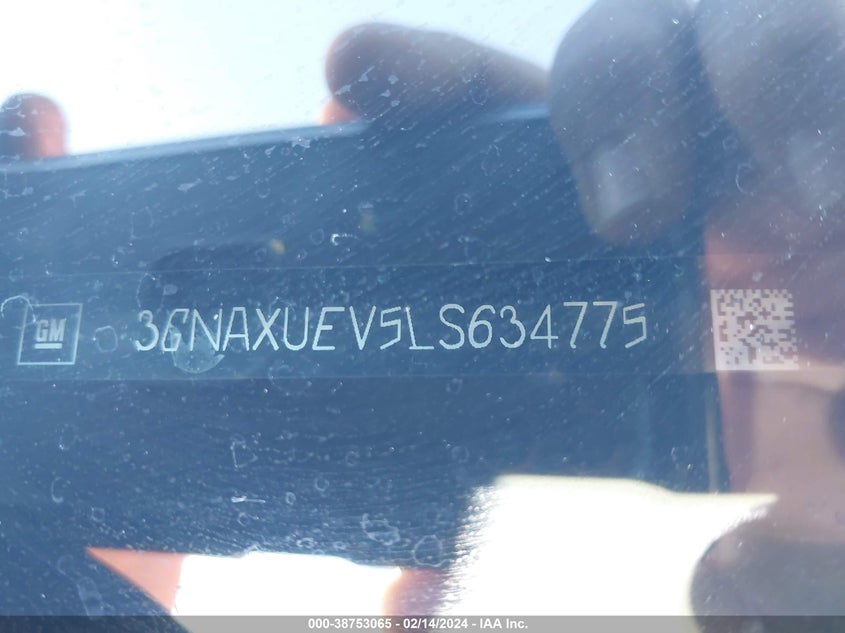 GM 3GNAXUEV5LS634775
000-38753065 - 02/14/2024 - IAA Inc.